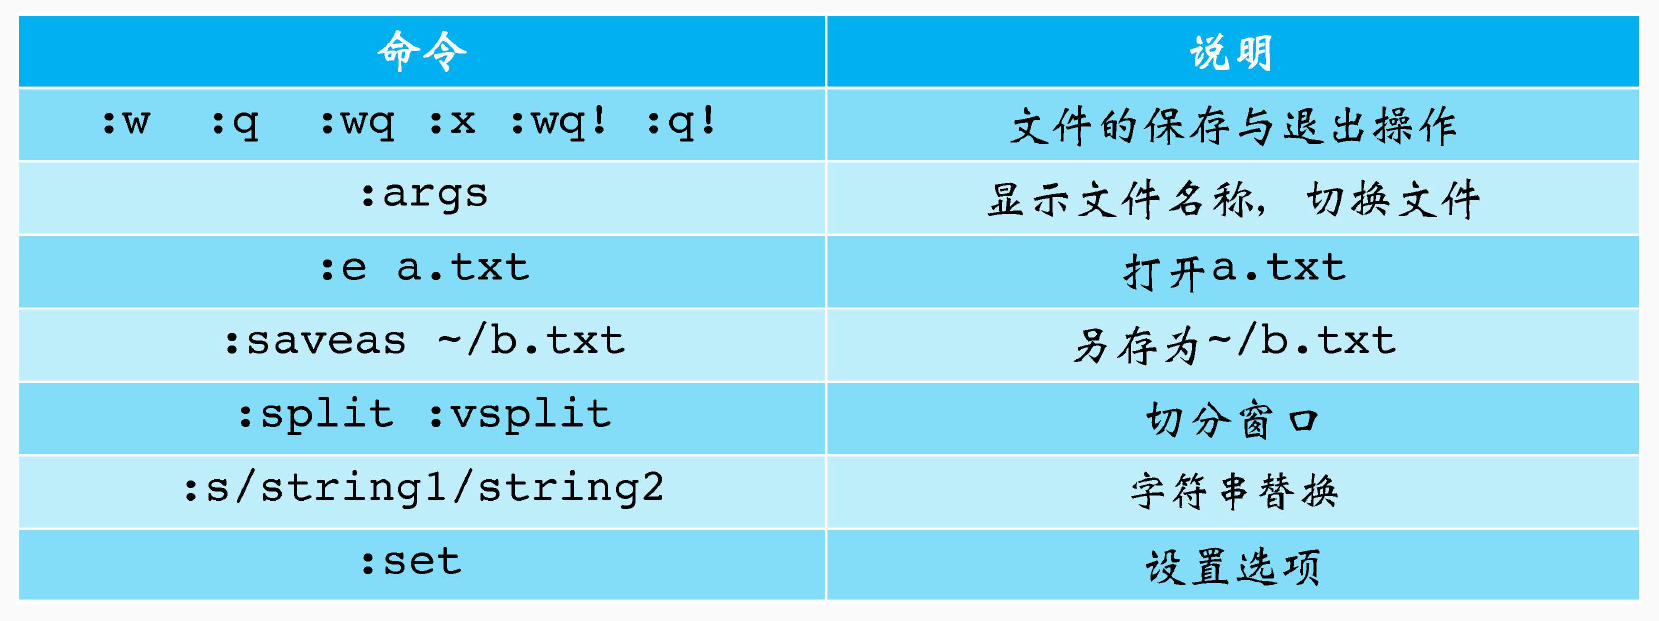 命令 说明
:w :q :wq :x :wq! :q! 文件的保存与退出操作
:args 显示文件名称，切换文件
:e a.txt 打开a.txt
:saveas ~/b.txt 另存为~/b.txt
:split :vsplit 切分窗口
:s/string1/string2 字符串替换
:set 设置选项